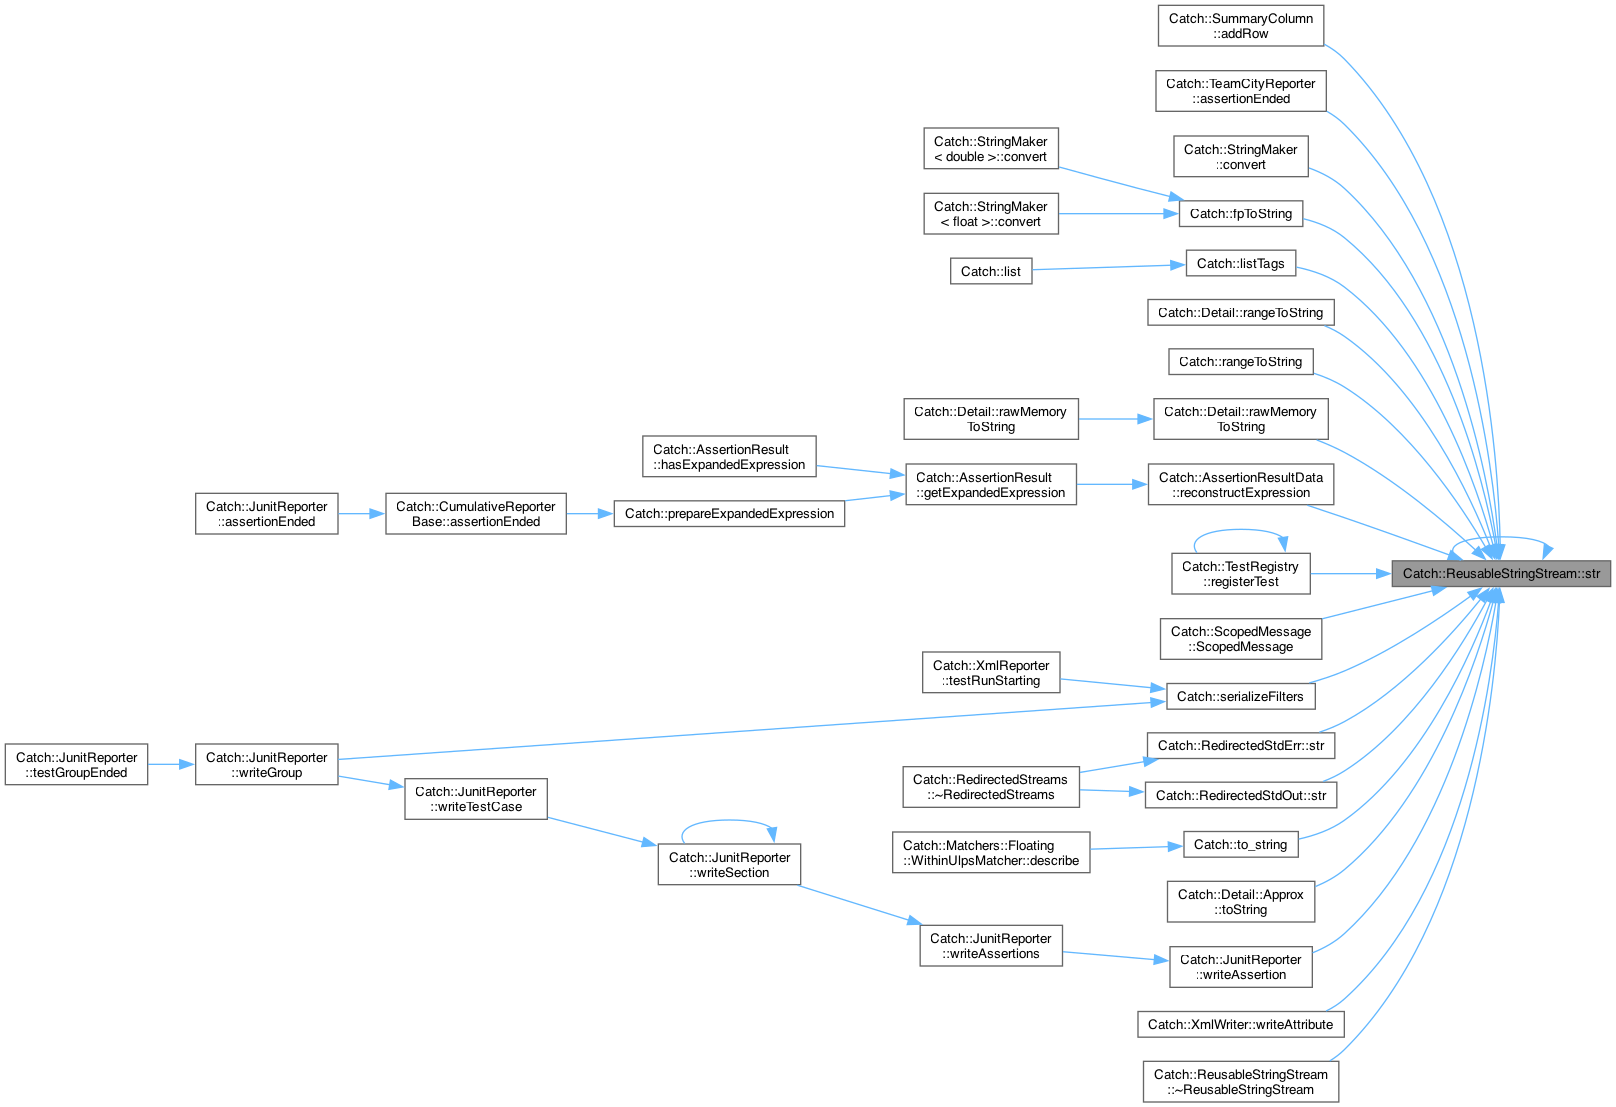 Catch::SummaryColumn
::addRow
Catch::TeamCityReporter
::assertionEnded
Catch::StringMaker
< double >::convert
Catch::StringMaker
::convert
Catch::StringMaker
< float >::convert
Catch::fpToString
Catch::list
Catch::listTags
Catch::Detail::rangeToString
Catch::rangeToString
Catch::Detail::rawMemory
ToString
Catch::Detail::rawMemory
ToString
Catch::AssertionResult
::hasExpandedExpression
Catch::AssertionResult
::getExpandedExpression
Catch::AssertionResultData
::reconstructExpression
Catch::JunitReporter
::assertionEnded
Catch::CumulativeReporter
Base::assertionEnded
Catch::prepareExpandedExpression
Catch::TestRegistry
::registerTest
Catch::ReusableStringStream::str
Catch::ScopedMessage
::ScopedMessage
Catch::XmlReporter
::testRunStarting
Catch::serializeFilters
Catch::RedirectedStdErr::str
Catch::JunitReporter
::testGroupEnded
Catch::JunitReporter
::writeGroup
Catch::JunitReporter
::writeTestCase
Catch::RedirectedStreams
::~RedirectedStreams
Catch::RedirectedStdOut::str
Catch::Matchers::Floating
::WithinUlpsMatcher::describe
Catch::to_string
Catch::JunitReporter
::writeSection
Catch::Detail::Approx
::toString
Catch::JunitReporter
::writeAssertions
Catch::JunitReporter
::writeAssertion
Catch::XmlWriter::writeAttribute
Catch::ReusableStringStream
::~ReusableStringStream